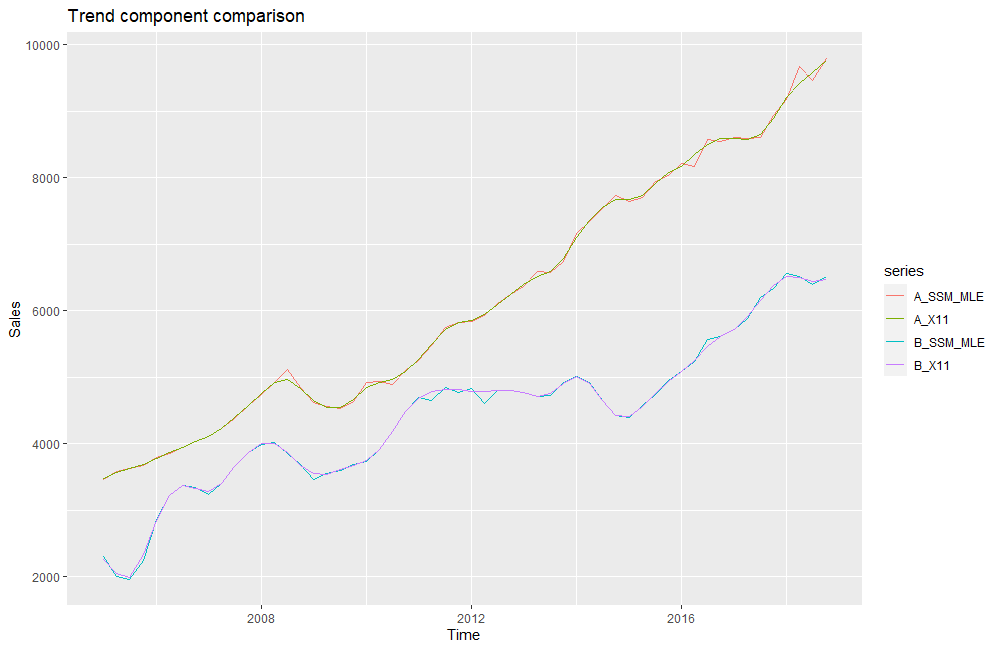 Trend component comparison
10000
8000
6000
4000
2000
Sales
2008
2012
2016
Time
series
A_SSM_MLE
A_X11
B_SSM_MLE
B_X11